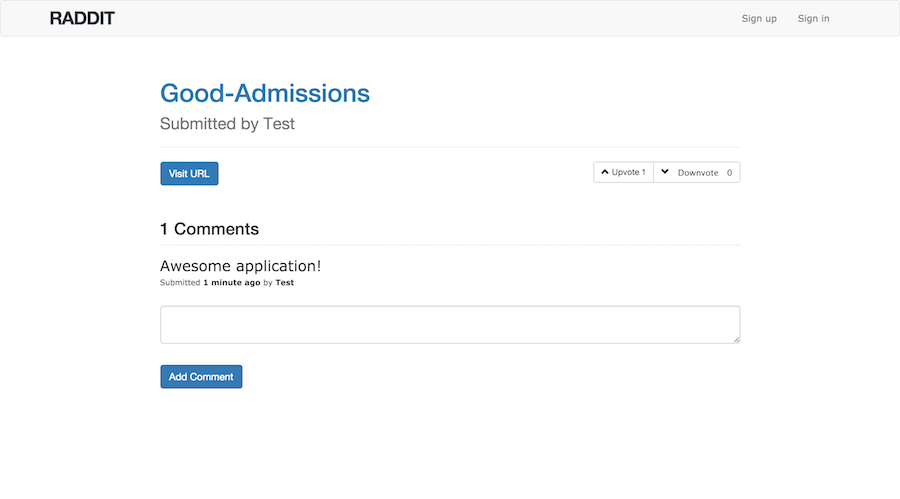 RADDIT
Sign up Sign in
Good-Admissions
Submitted by Test
Visit URL
Upvote 1 Downvote 0
1 Comments
Awesome application!
Submitted 1 minute ago by Test
Add Comment